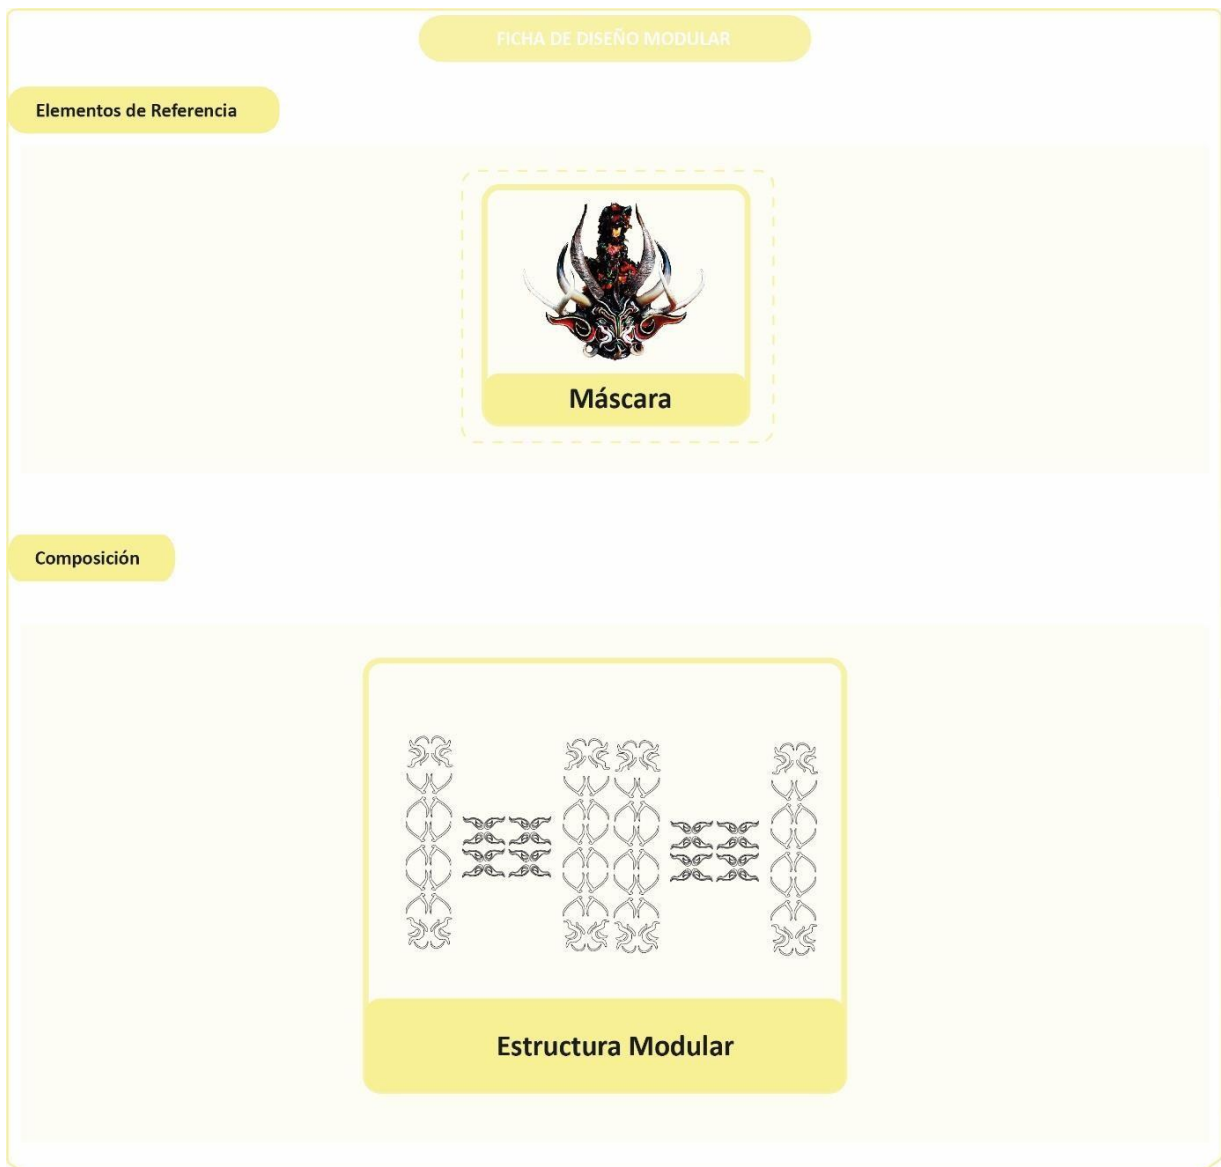 FICHA DE DISEÑO MODULAR
Elementos de Referencia
Máscara
Composición
Estructura Modular